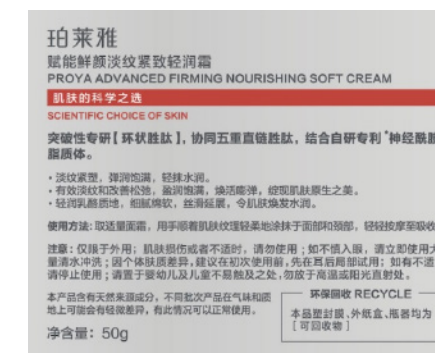 珀莱雅
赋能鲜颜淡纹紧致轻润霜
PROYA ADVANCED FIRMING NOURISHING SOFT CREAM
肌肤的科学之选
SCIENTIFIC CHOICE OF SKIN
突破性专研【环状胜肽】，协同五重直链胜肽，结合自研专利*神经酰胺
脂质体。
·淡纹紧塑，弹润饱满，轻抹水润。
·有效淡纹和改善松弛，盈润饱满，焕活膨弹，绽现肌肤原生之美。
·轻润乳酪质地，细腻绵软，丝滑延展，令肌肤焕发水润。
使用方法：取适量面霜，用手顺着肌肤纹理轻柔地涂抹于面部和颈部，轻轻按摩至吸收
注意：仅限于外用；肌肤损伤或者不适时，请勿使用；如不慎入眼，请立即使用大
量清水冲洗；因个体肤质差异，建议在初次使用前，先在耳后局部试用；如有不适
请停止使用；请置于婴幼儿及儿童不易触及之处，勿放于高温或阳光直射处。
本产品含有天然来源成分，不同批次产品在气味和质
地上可能会有轻微差异，有此情况可以正常使用。
净含量：50g
环保回收 RECYCLE
本品塑封膜、外纸盒、瓶器均为
［可回收物］